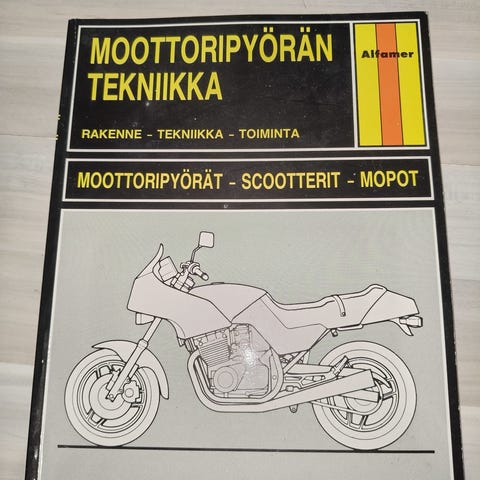 MOOTTORIPYÖRÄN
TEKNIIKKA
Alfamer
RAKENNE - TEKNIIKKA - TOIMINTA
MOOTTORIPYÖRÄT - SCOOTTERIT - MOPOT